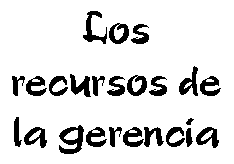 Los
recursos de
la gerencia